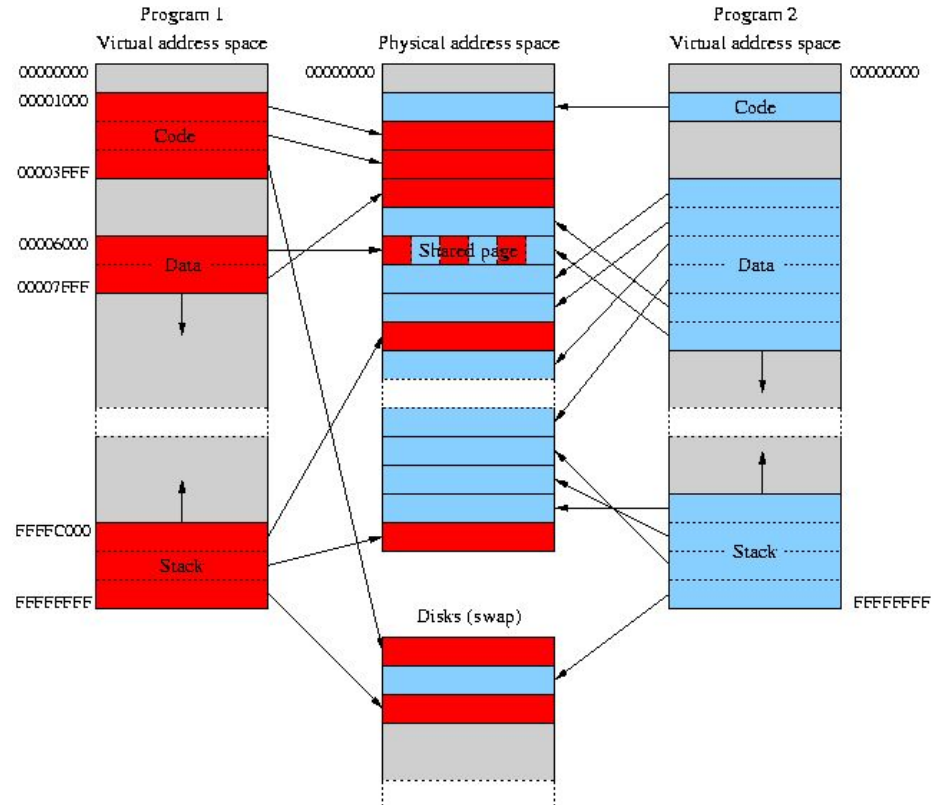 Program 1
Virtual address space
Physical address space
Program 2
Virtual address space
00000000
00000000
00000000
00001000
Code
Code
00003FFF
00006000
Shared page
Data
Data
00007FFF
FFFFC000
Stack
Stack
FFFFFFFF
FFFFFFFF
Disks (swap)